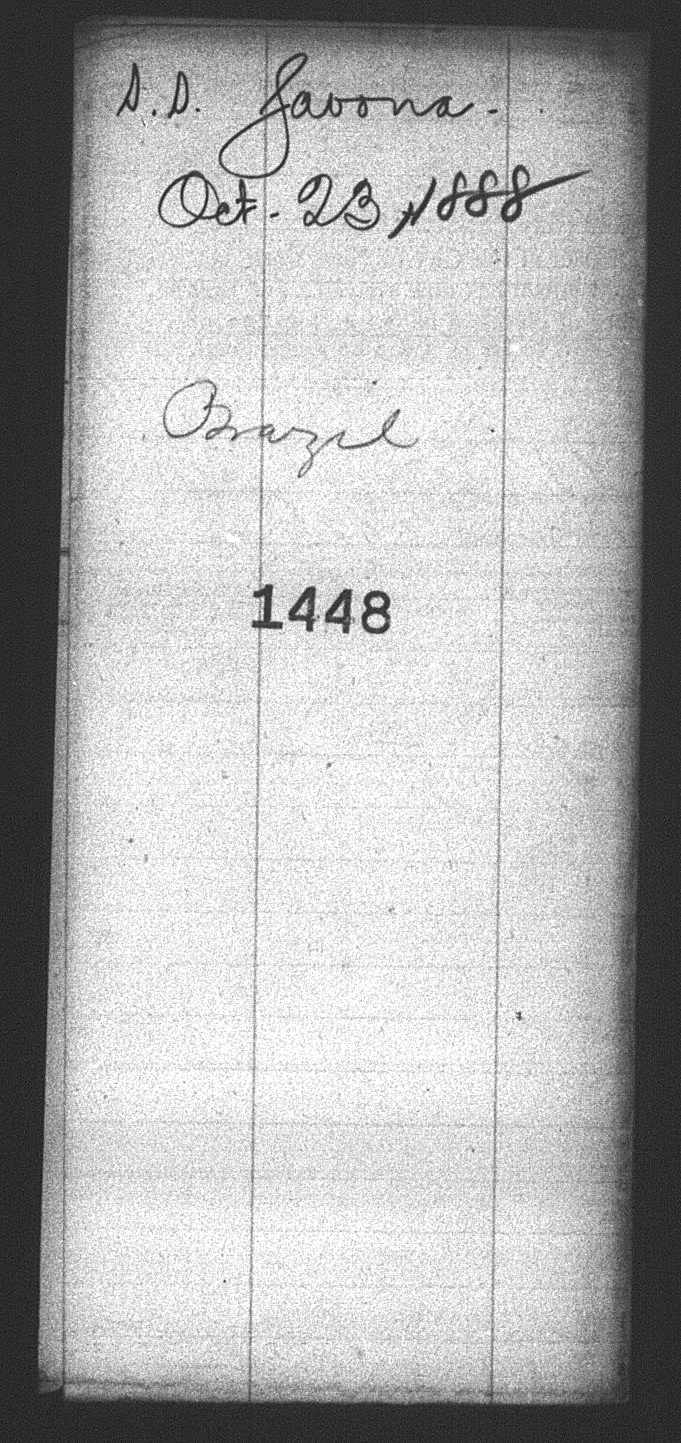 S.S. Savona.
Oct. 23, 1888
Brazil
1448